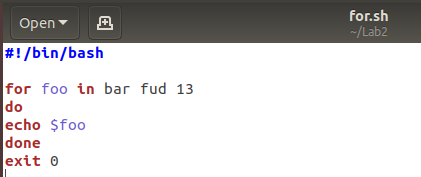 Open
for.sh
~/Lab2
#!/bin/bash
for foo in bar fud 13
do
echo $foo
done
exit 0